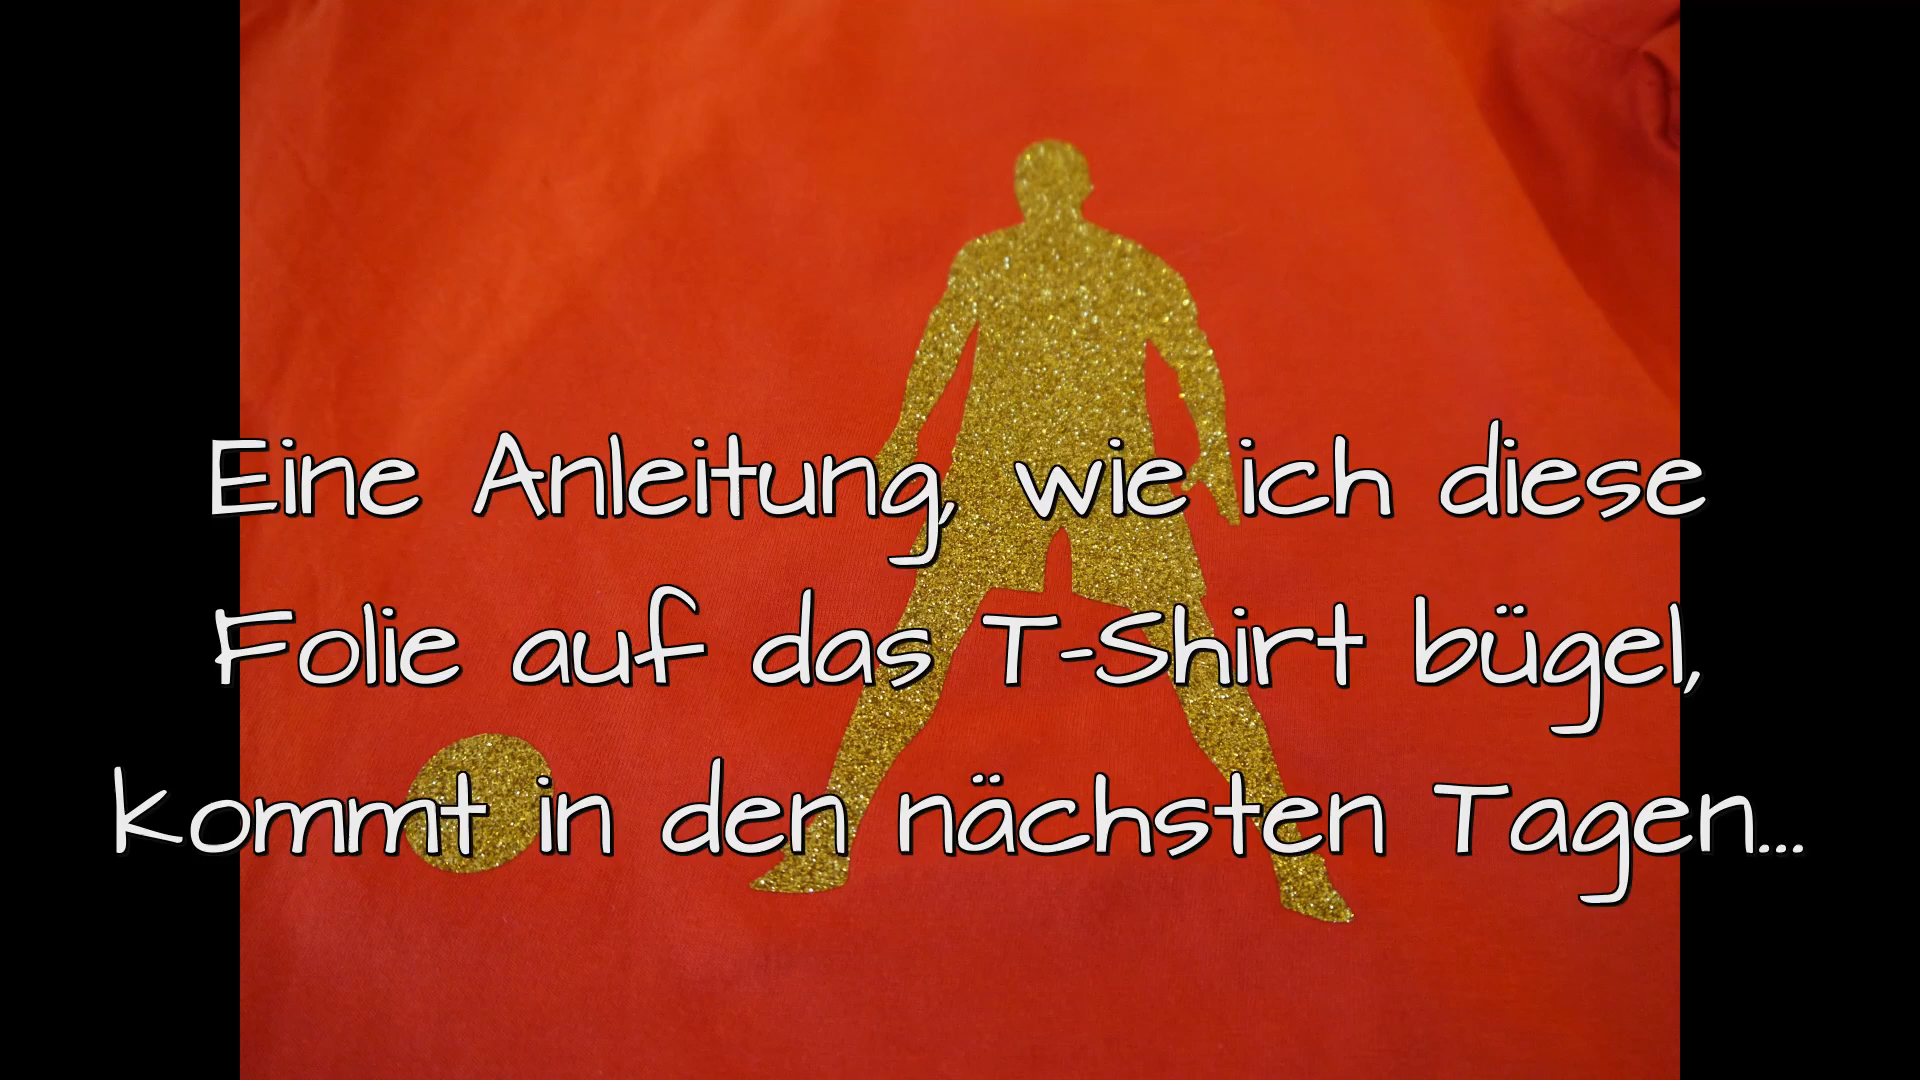 Eine Anleitung, wie ich diese
Folie auf das T-Shirt bügel,
kommt in den nächsten Tagen...